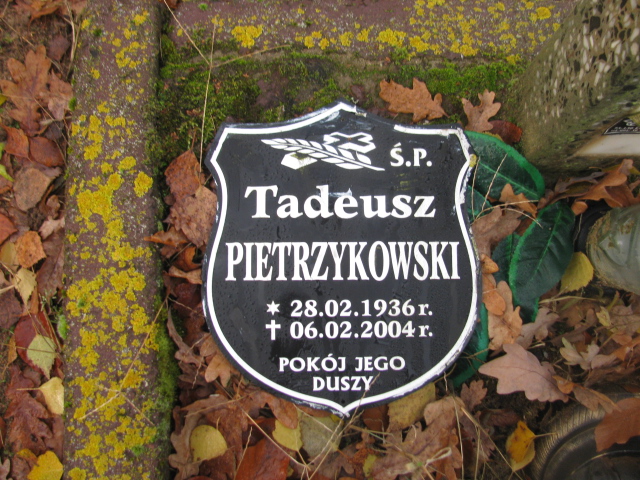 Ś.P.
Tadeusz
PIETRZYKOWSKI
* 28.02.1936 r.
† 06.02.2004 r.
POKÓJ JEGO
DUSZY